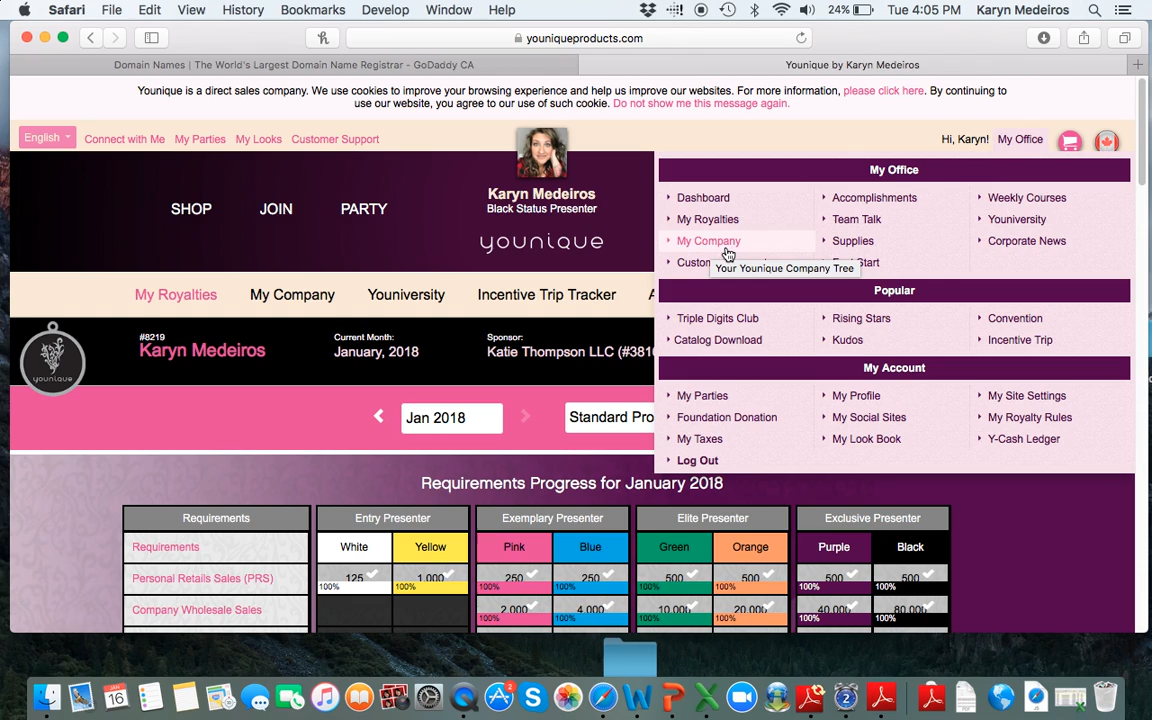 Safari File Edit View History Bookmarks Develop Window Help 24% Tue 4:05 PM Karyn Medeiros
youniqueproducts.com
Domain Names | The World's Largest Domain Name Registrar - GoDaddy CA
Younique by Karyn Medeiros
Younique is a direct sales company. We use cookies to improve your browsing experience and help us improve our websites. For more information, please click here. By continuing to
use our website, you agree to our use of such cookie. Do not show me this message again.
English Connect with Me My Parties My Looks Customer Support
Hi, Karyn! My Office
SHOP JOIN PARTY
Karyn Medeiros
Black Status Presenter
younique
My Royalties My Company Youniversity Incentive Trip Tracker
#8219
Karyn Medeiros
Current Month:
January, 2018
Sponsor:
Katie Thompson LLC (#3816
younique
Jan 2018
Standard Pro
My Office
Dashboard Accomplishments Weekly Courses
My Royalties Team Talk Youniversity
My Company Supplies Corporate News
Custom Start
Your Younique Company Tree
Popular
Triple Digits Club Rising Stars Convention
Catalog Download Kudos Incentive Trip
My Account
My Parties My Profile My Site Settings
Foundation Donation My Social Sites My Royalty Rules
My Taxes My Look Book Y-Cash Ledger
Log Out
Requirements Progress for January 2018
Requirements Entry Presenter Exemplary Presenter Elite Presenter Exclusive Presenter
Requirements White Yellow Pink Blue Green Orange Purple Black
Personal Retails Sales (PRS) 125 1,000 250 250 500 500 500 500
100% 100% 100% 100% 100% 100% 100% 100%
Company Wholesale Sales 2,000 4,000 10,000 20,000 40,000 80,000
100% 100% 100% 100% 100% 100%
2
S W P X 2